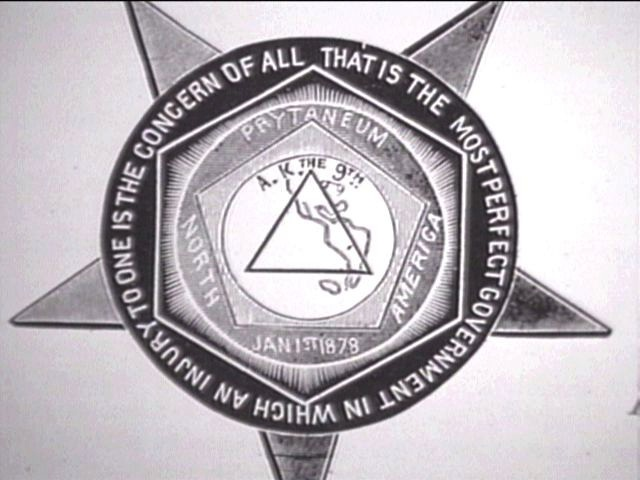 THAT IS THE MOST PERFECT GOVERNMENT IN WHICH AN INJURY TO ONE IS THE CONCERN OF ALL
PRYTANEUM
A.K. THE 9TH
NORTH
AMERICA
JAN 1ST 1878